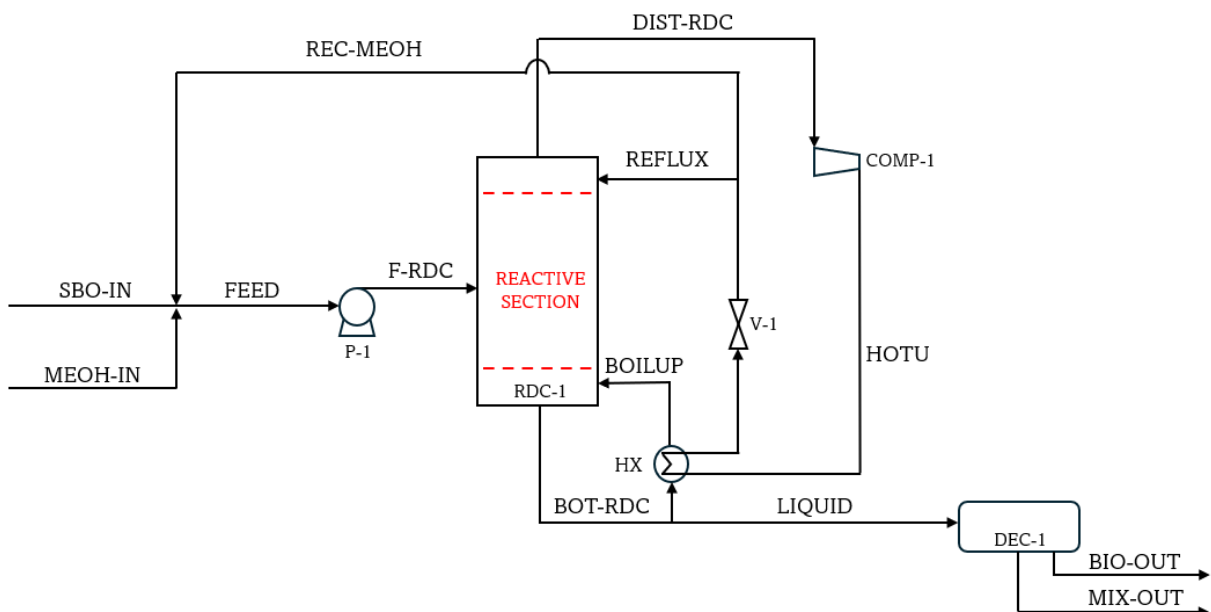 DIST-RDC
REC-MEOH
REFLUX
COMP-1
F-RDC
SBO-IN
FEED
REACTIVE
SECTION
P-1
V-1
HOTU
MEOH-IN
BOILUP
RDC-1
HX
BOT-RDC
LIQUID
DEC-1
BIO-OUT
MIX-OUT